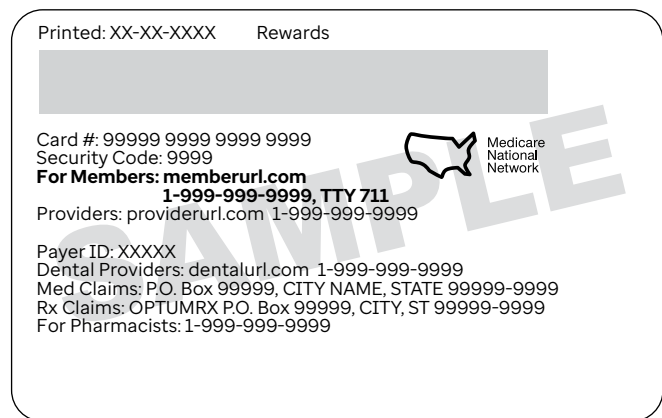 Printed: XX-XX-XXXX Rewards
Card #: 99999 9999 9999 9999
Security Code: 9999
Medicare
National
Network
For Members: memberurl.com
1-999-999-9999, TTY 711
Providers: providerurl.com 1-999-999-9999
SAMPLE
Payer ID: XXXXX
Dental Providers: dentalurl.com 1-999-999-9999
Med Claims: P.O. Box 99999, CITY NAME, STATE 99999-9999
Rx Claims: OPTUMRX P.O. Box 99999, CITY, ST 99999-9999
For Pharmacists: 1-999-999-9999